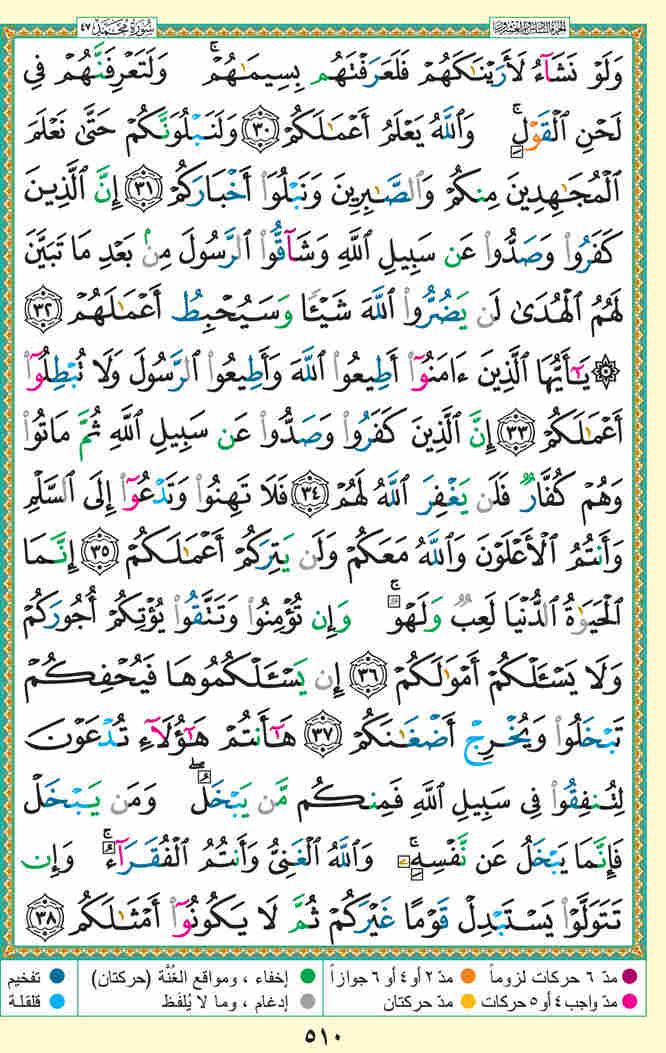 سُورَةُ مُحَمَّد ٤٧
الجزء السادس والعشرون
وَلَوْ نَشَآءُ لَأَرَيْنَٰكَهُمْ فَلَعَرَفْتَهُم بِسِيمَٰهُمْ ۚ وَلَتَعْرِفَنَّهُمْ فِى
لَحْنِ ٱلْقَوْلِ ۚ وَٱللَّهُ يَعْلَمُ أَعْمَٰلَكُمْ ٣٠ وَلَنَبْلُوَنَّكُمْ حَتَّىٰ نَعْلَمَ
ٱلْمُجَٰهِدِينَ مِنكُمْ وَٱلصَّٰبِرِينَ وَنَبْلُوَا۟ أَخْبَارَكُمْ ٣١ إِنَّ ٱلَّذِينَ
كَفَرُوا۟ وَصَدُّوا۟ عَن سَبِيلِ ٱللَّهِ وَشَآقُّوا۟ ٱلرَّسُولَ مِنۢ بَعْدِ مَا تَبَيَّنَ
لَهُمُ ٱلْهُدَىٰ لَن يَضُرُّوا۟ ٱللَّهَ شَيْـًٔا وَسَيُحْبِطُ أَعْمَٰلَهُمْ ٣٢
۞ يَٰٓأَيُّهَا ٱلَّذِينَ ءَامَنُوٓا۟ أَطِيعُوا۟ ٱللَّهَ وَأَطِيعُوا۟ ٱلرَّسُولَ وَلَا تُبْطِلُوٓا۟
أَعْمَٰلَكُمْ ٣٣ إِنَّ ٱلَّذِينَ كَفَرُوا۟ وَصَدُّوا۟ عَن سَبِيلِ ٱللَّهِ ثُمَّ مَاتُوا۟
وَهُمْ كُفَّارٌ فَلَن يَغْفِرَ ٱللَّهُ لَهُمْ ٣٤ فَلَا تَهِنُوا۟ وَتَدْعُوٓا۟ إِلَى ٱلسَّلْمِ
وَأَنتُمُ ٱلْأَعْلَوْنَ وَٱللَّهُ مَعَكُمْ وَلَن يَتِرَكُمْ أَعْمَٰلَكُمْ ٣٥ إِنَّمَا
ٱلْحَيَوٰةُ ٱلدُّنْيَا لَعِبٌ وَلَهْوٌ ۚ وَإِن تُؤْمِنُوا۟ وَتَتَّقُوا۟ يُؤْتِكُمْ أُجُورَكُمْ
وَلَا يَسْـَٔلْكُمْ أَمْوَٰلَكُمْ ٣٦ إِن يَسْـَٔلْكُمُوهَا فَيُحْفِكُمْ
تَبْخَلُوا۟ وَيُخْرِجْ أَضْغَٰنَكُمْ ٣٧ هَٰٓأَنتُمْ هَٰٓؤُلَآءِ تُدْعَوْنَ
لِتُنفِقُوا۟ فِى سَبِيلِ ٱللَّهِ فَمِنكُم مَّن يَبْخَلُ ۖ وَمَن يَبْخَلْ
فَإِنَّمَا يَبْخَلُ عَن نَّفْسِهِۦ ۚ وَٱللَّهُ ٱلْغَنِىُّ وَأَنتُمُ ٱلْفُقَرَآءُ ۚ وَإِن
تَتَوَلَّوْا۟ يَسْتَبْدِلْ قَوْمًا غَيْرَكُمْ ثُمَّ لَا يَكُونُوٓا۟ أَمْثَٰلَكُم ٣٨
مدّ ٦ حركات لزوماً
مدّ ٢ أو ٤ أو ٦ جوازاً
إخفاء ، ومواقع الغُنَّة (حركتان)
تفخيم
مدّ واجب ٤ أو ٥ حركات
مدّ حركتان
إدغام ، وما لا يُلفَظ
قلقلة
٥١٠